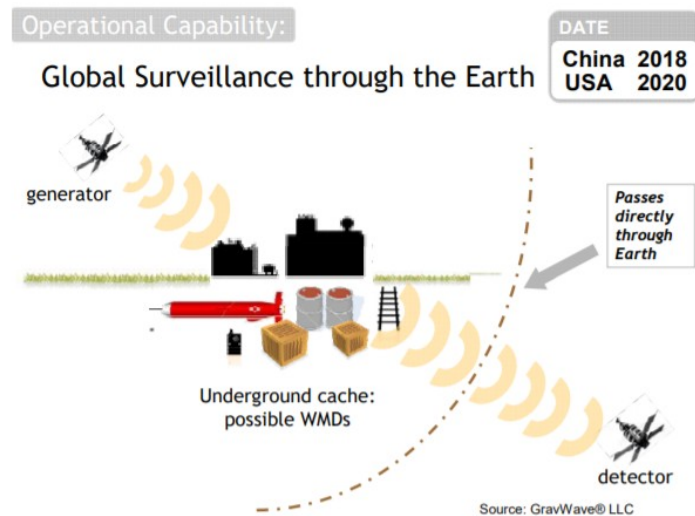 Operational Capability:
DATE
China 2018
USA 2020
Global Surveillance through the Earth
generator
Passes
directly
through
Earth
Underground cache:
possible WMDs
detector
Source: GravWave® LLC